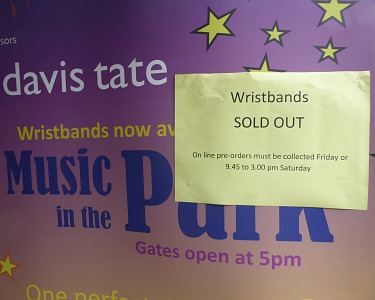 sors
davis tate
Wristbands now av
Music
in the
Park
Gates open at 5pm
One perfe
Wristbands
SOLD OUT
On line pre-orders must be collected Friday or
9.45 to 3.00 pm Saturday